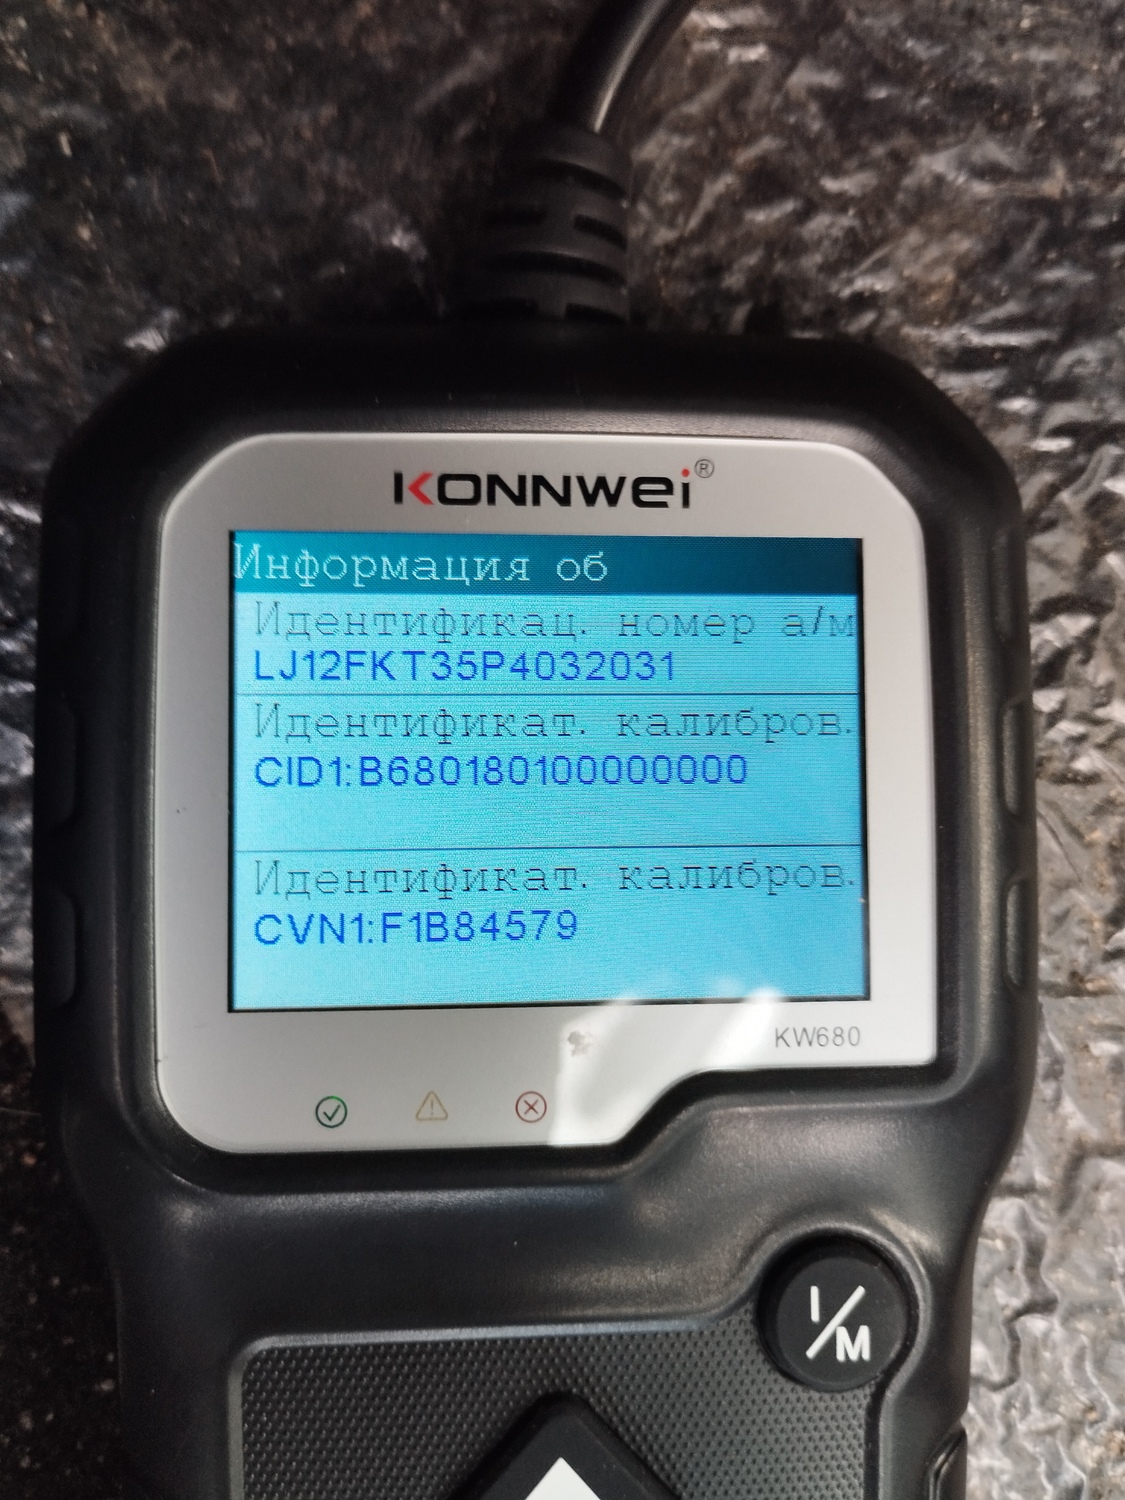 KONNWEI®
Информация об
Идентификац. номер а/м
LJ12FKT35P4032031
Идентификат. калибров.
CID1:B680180100000000
Идентификат. калибров.
CVN1:F1B84579
KW680
I/M